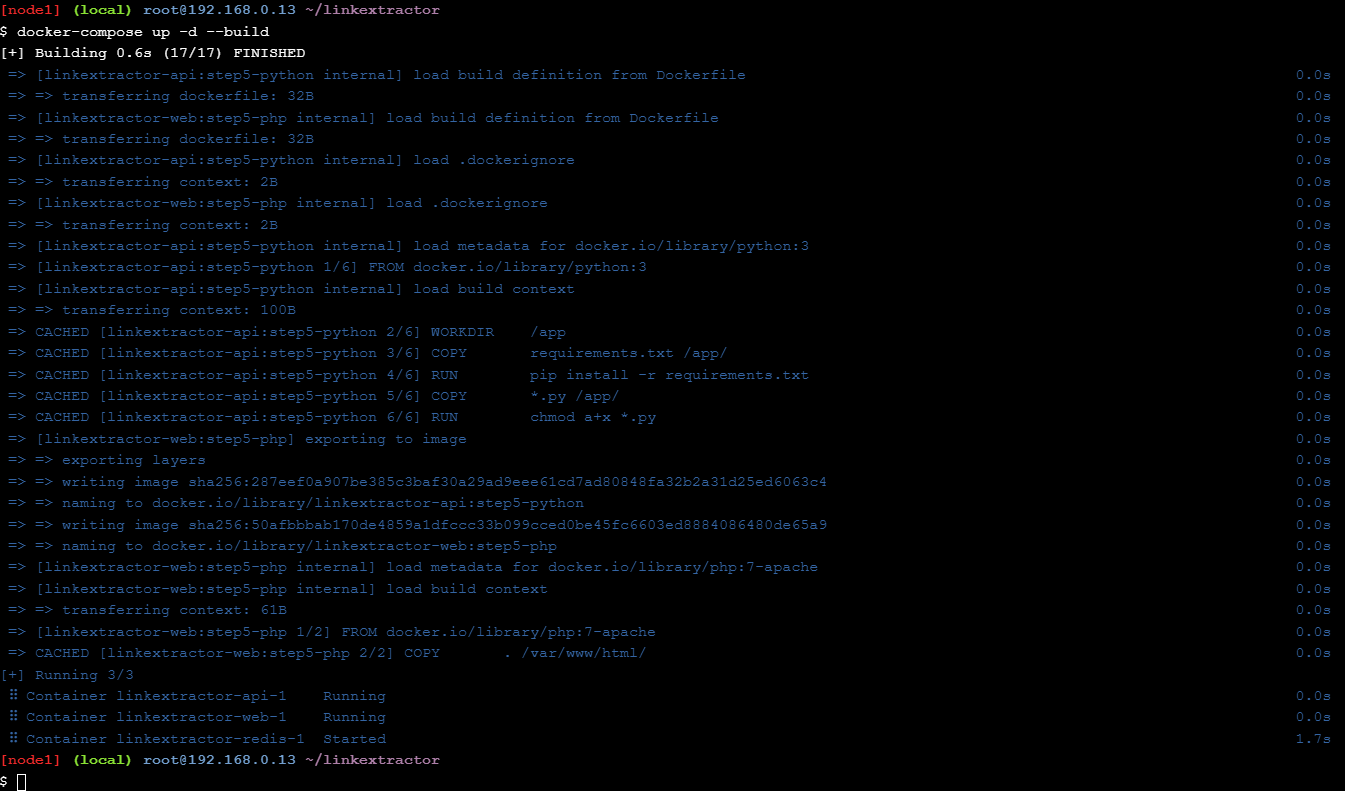 [node1] (local) root@192.168.0.13 ~/linkextractor
$ docker-compose up -d --build
[+] Building 0.6s (17/17) FINISHED
=> [linkextractor-api:step5-python internal] load build definition from Dockerfile 0.0s
=> => transferring dockerfile: 32B 0.0s
=> [linkextractor-web:step5-php internal] load build definition from Dockerfile 0.0s
=> => transferring dockerfile: 32B 0.0s
=> [linkextractor-api:step5-python internal] load .dockerignore 0.0s
=> => transferring context: 2B 0.0s
=> [linkextractor-web:step5-php internal] load .dockerignore 0.0s
=> => transferring context: 2B 0.0s
=> [linkextractor-api:step5-python internal] load metadata for docker.io/library/python:3 0.0s
=> [linkextractor-api:step5-python 1/6] FROM docker.io/library/python:3 0.0s
=> [linkextractor-api:step5-python internal] load build context 0.0s
=> => transferring context: 100B 0.0s
=> CACHED [linkextractor-api:step5-python 2/6] WORKDIR /app 0.0s
=> CACHED [linkextractor-api:step5-python 3/6] COPY requirements.txt /app/ 0.0s
=> CACHED [linkextractor-api:step5-python 4/6] RUN pip install -r requirements.txt 0.0s
=> CACHED [linkextractor-api:step5-python 5/6] COPY *.py /app/ 0.0s
=> CACHED [linkextractor-api:step5-python 6/6] RUN chmod a+x *.py 0.0s
=> [linkextractor-web:step5-php] exporting to image 0.0s
=> => exporting layers 0.0s
=> => writing image sha256:287eef0a907be385c3baf30a29ad9eee61cd7ad80848fa32b2a31d25ed6063c4 0.0s
=> => naming to docker.io/library/linkextractor-api:step5-python 0.0s
=> => writing image sha256:50afbbbab170de4859a1dfccc33b099cced0be45fc6603ed8884086480de65a9 0.0s
=> => naming to docker.io/library/linkextractor-web:step5-php 0.0s
=> [linkextractor-web:step5-php internal] load metadata for docker.io/library/php:7-apache 0.0s
=> [linkextractor-web:step5-php internal] load build context 0.0s
=> => transferring context: 61B 0.0s
=> [linkextractor-web:step5-php 1/2] FROM docker.io/library/php:7-apache 0.0s
=> CACHED [linkextractor-web:step5-php 2/2] COPY . /var/www/html/ 0.0s
[+] Running 3/3
⠿ Container linkextractor-api-1 Running 0.0s
⠿ Container linkextractor-web-1 Running 0.0s
⠿ Container linkextractor-redis-1 Started 1.7s
[node1] (local) root@192.168.0.13 ~/linkextractor
$